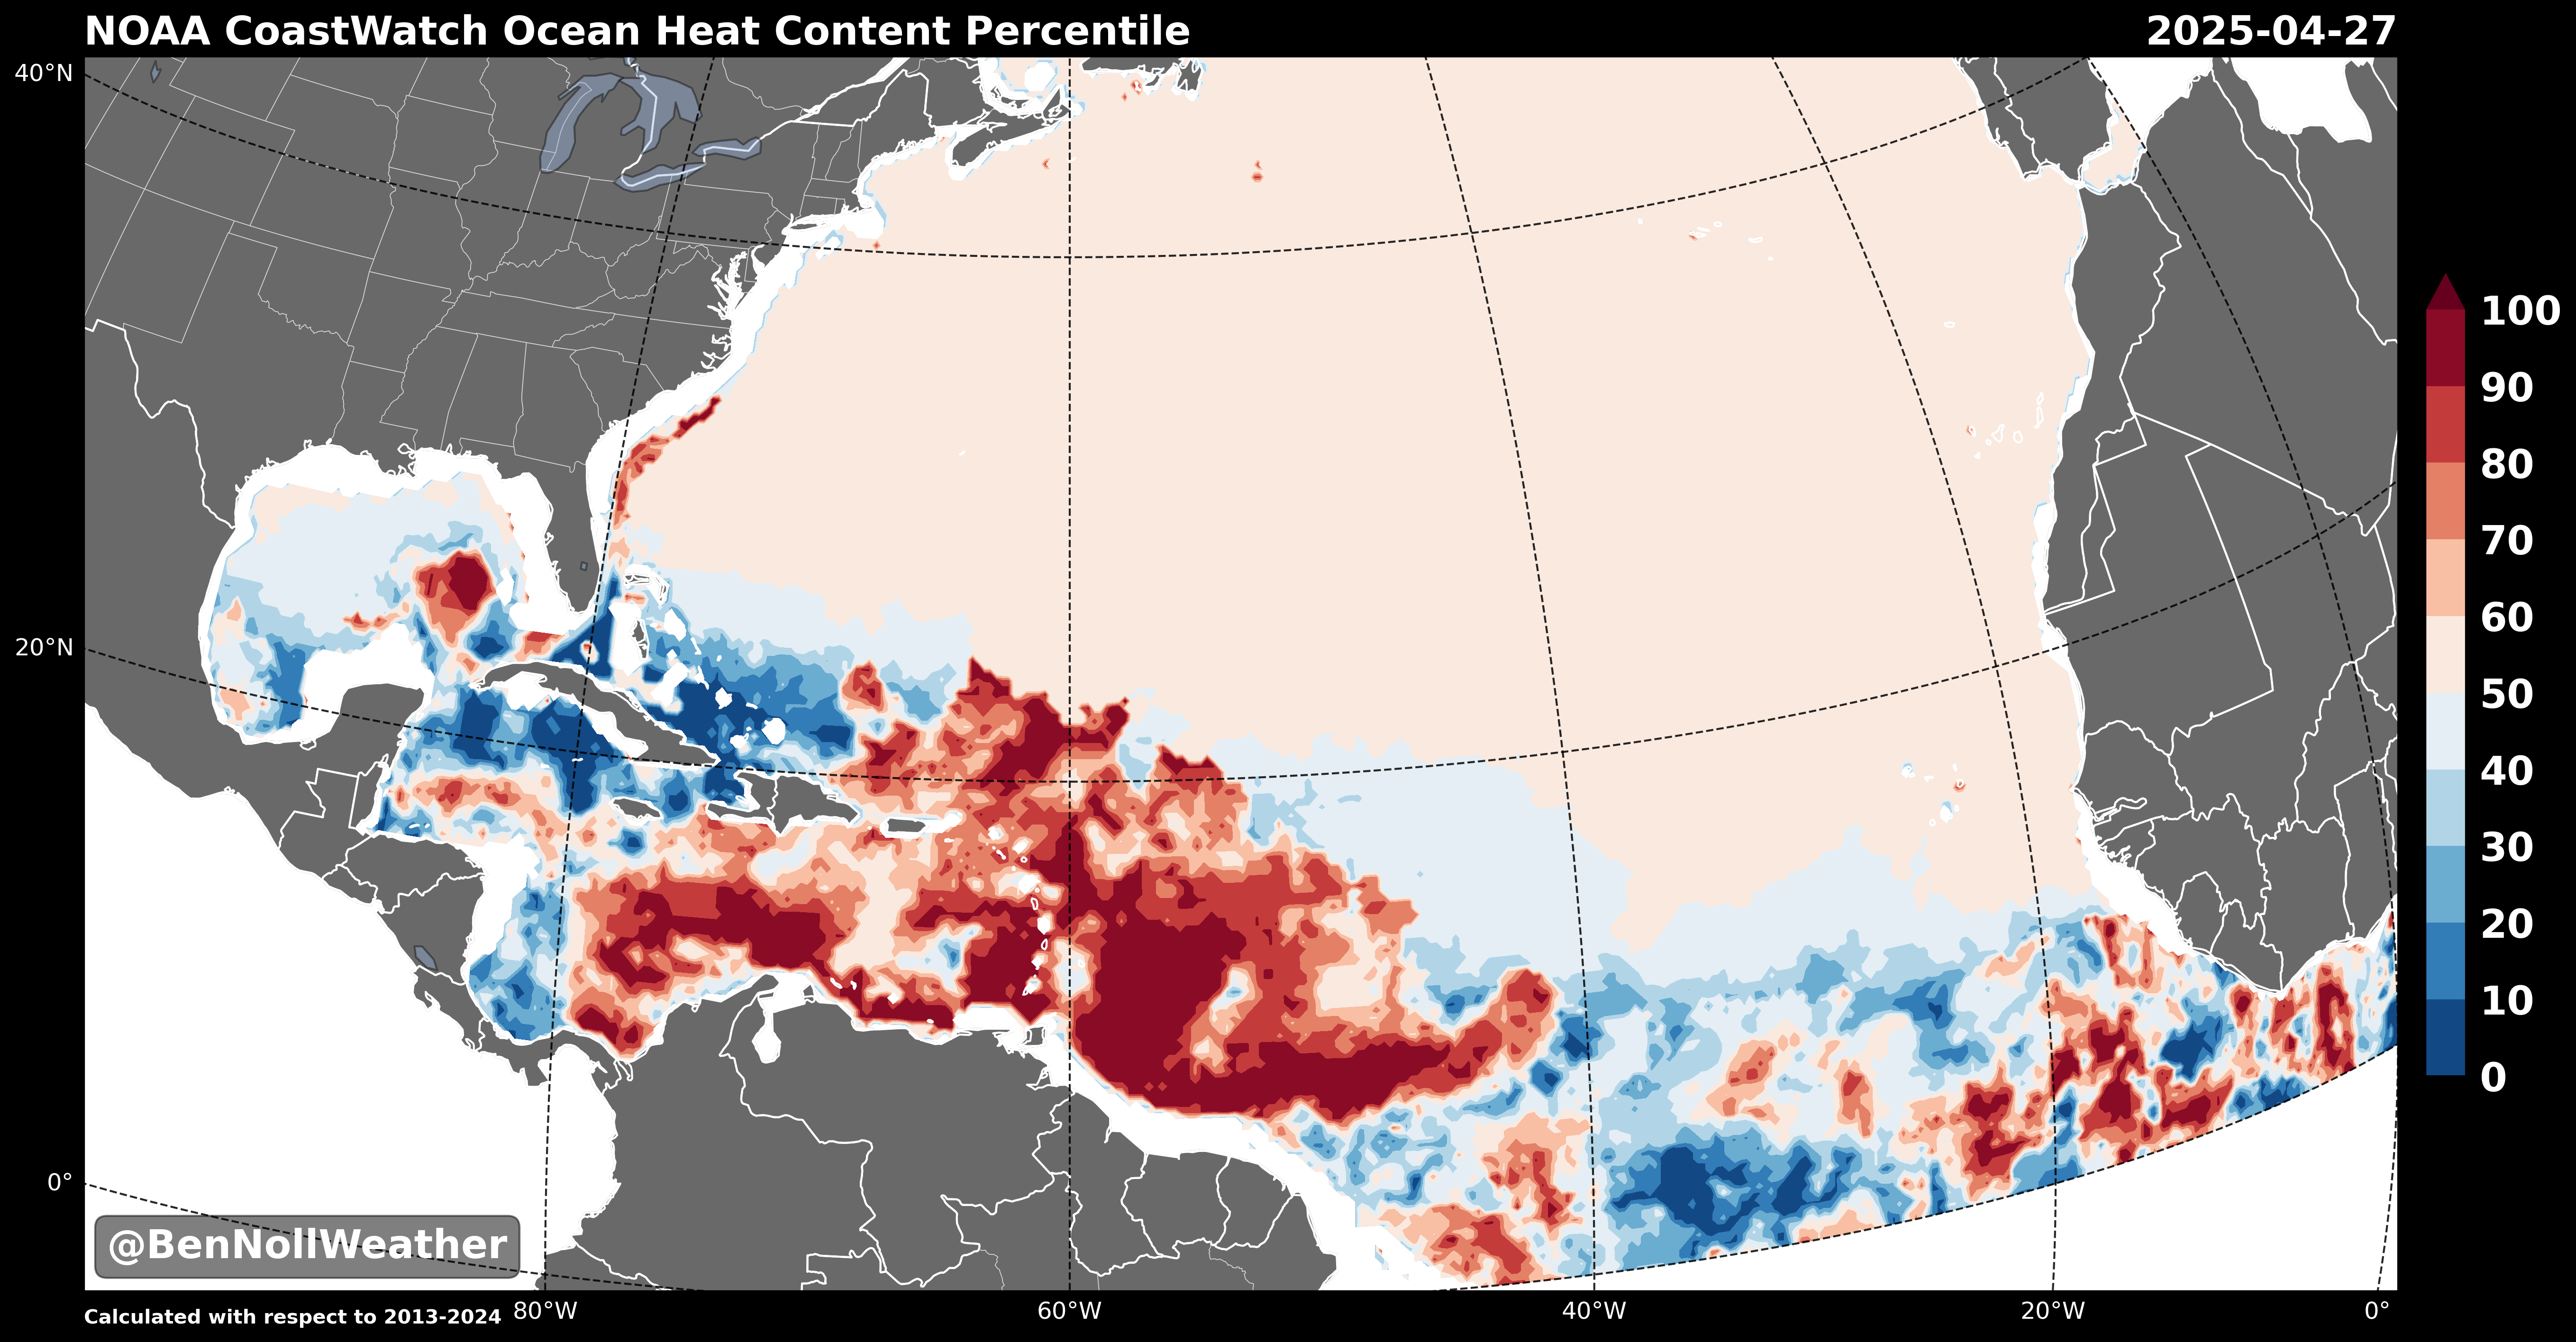 NOAA CoastWatch Ocean Heat Content Percentile
2025-04-27
40°N
20°N
0°
100
90
80
70
60
50
40
30
20
10
0
@BenNollWeather
Calculated with respect to 2013-2024
80°W
60°W
40°W
20°W
0°